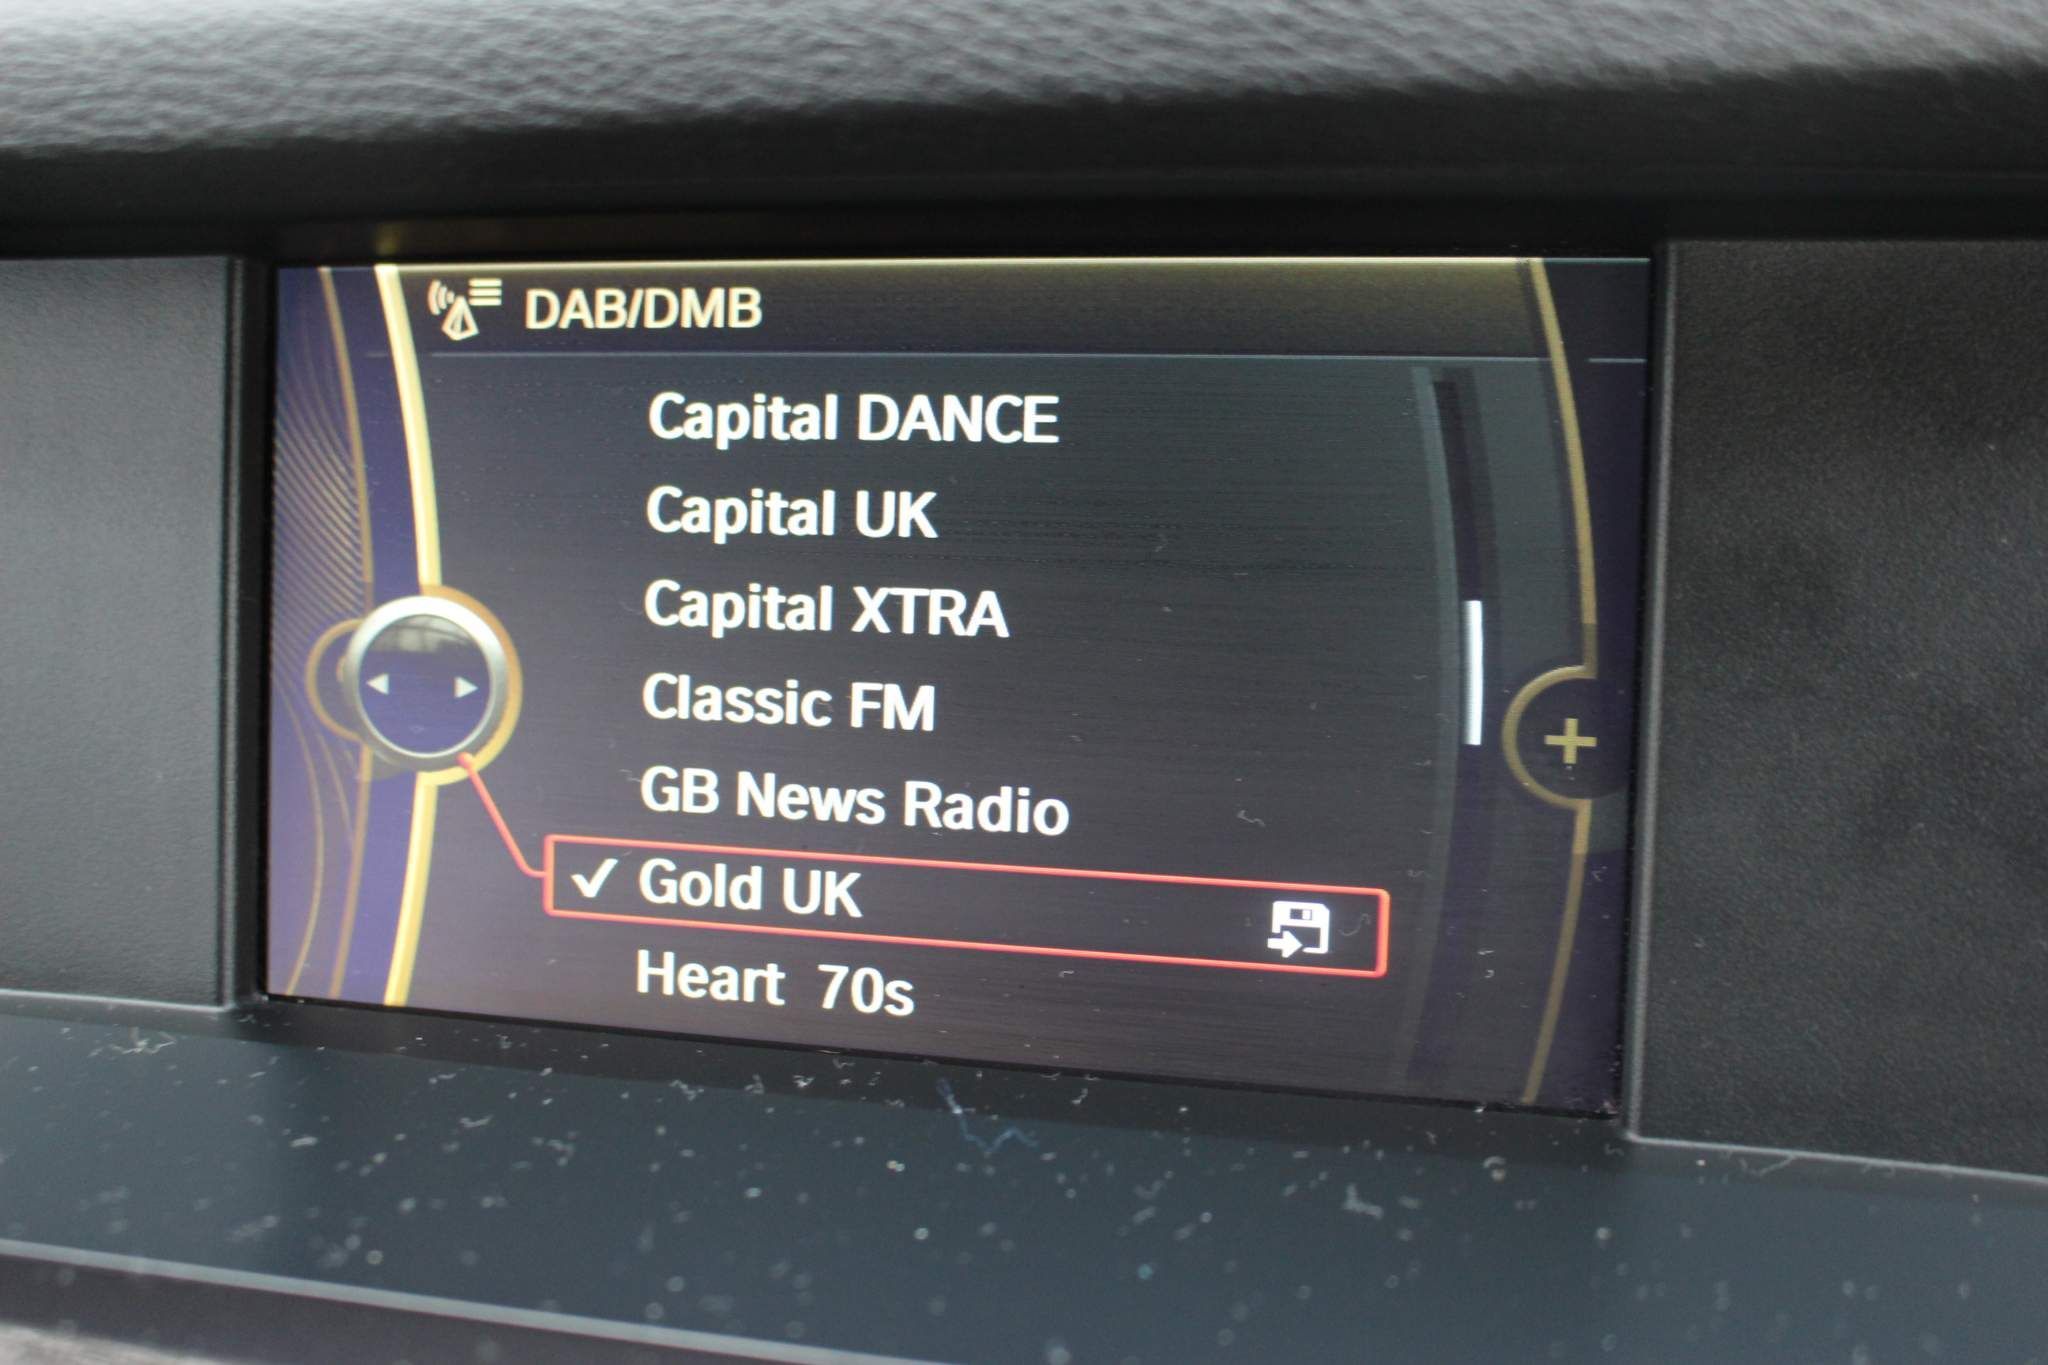 DAB/DMB
Capital DANCE
Capital UK
Capital XTRA
Classic FM
GB News Radio
Gold UK
Heart 70s